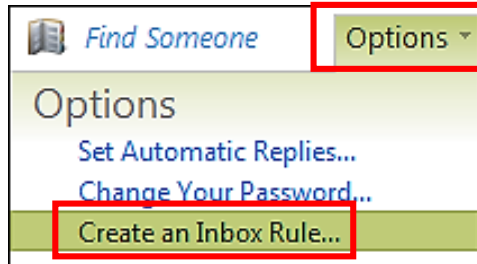 Find Someone Options
Options
Set Automatic Replies...
Change Your Password...
Create an Inbox Rule...